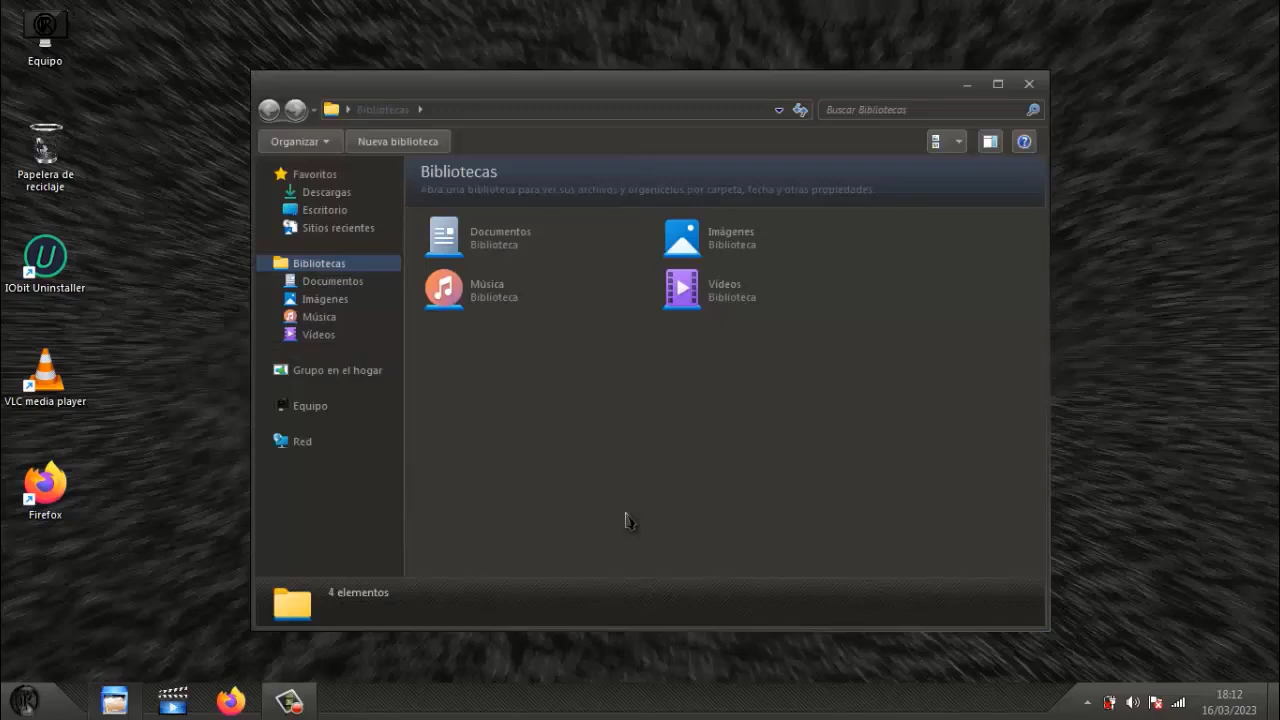 Equipo
Papelera de
reciclaje
IObit Uninstaller
VLC media player
Firefox
Bibliotecas
Buscar Bibliotecas
Organizar
Nueva biblioteca
Favoritos
Descargas
Escritorio
Sitios recientes
Bibliotecas
Documentos
Imágenes
Música
Vídeos
Grupo en el hogar
Equipo
Red
Bibliotecas
Abra una biblioteca para ver sus archivos y organícelos por carpeta, fecha y otras propiedades.
Documentos
Biblioteca
Imágenes
Biblioteca
Música
Biblioteca
Vídeos
Biblioteca
4 elementos
18:12
16/03/2023